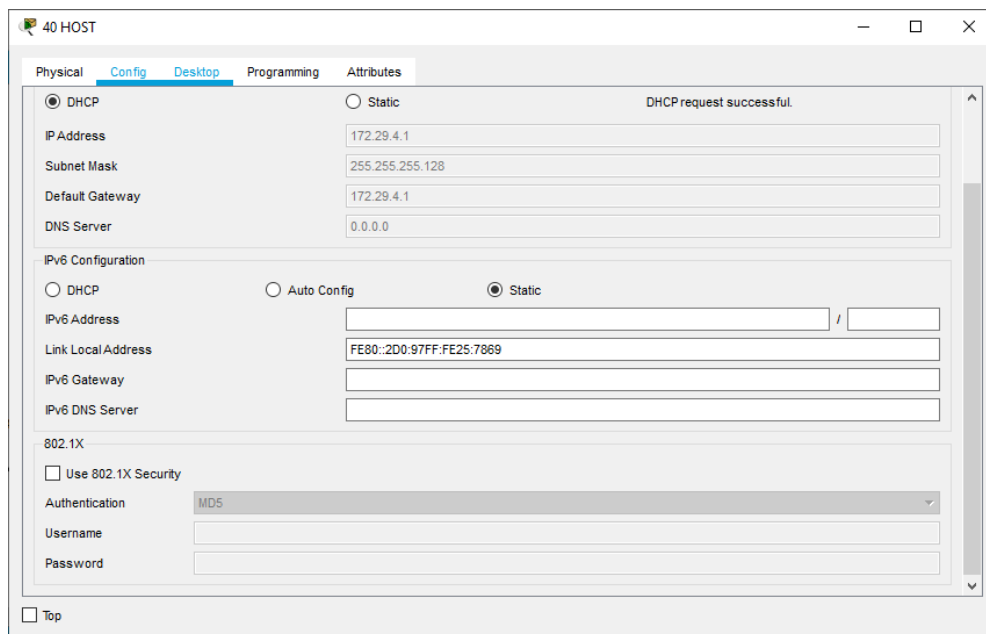 40 HOST
Physical Config Desktop Programming Attributes
DHCP Static DHCP request successful.
IP Address 172.29.4.1
Subnet Mask 255.255.255.128
Default Gateway 172.29.4.1
DNS Server 0.0.0.0
IPv6 Configuration
DHCP Auto Config Static
IPv6 Address /
Link Local Address FE80::2D0:97FF:FE25:7869
IPv6 Gateway
IPv6 DNS Server
802.1X
Use 802.1X Security
Authentication MD5
Username
Password
Top